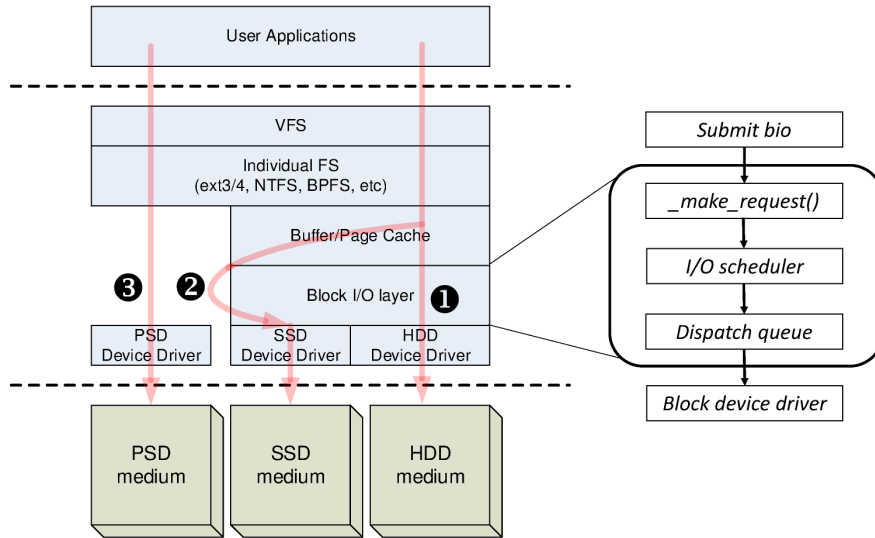 User Applications
VFS
Individual FS
(ext3/4, NTFS, BPFS, etc)
Buffer/Page Cache
❸
❷
Block I/O layer
❶
PSD
Device Driver
SSD
Device Driver
HDD
Device Driver
PSD
medium
SSD
medium
HDD
medium
Submit bio
_make_request()
I/O scheduler
Dispatch queue
Block device driver